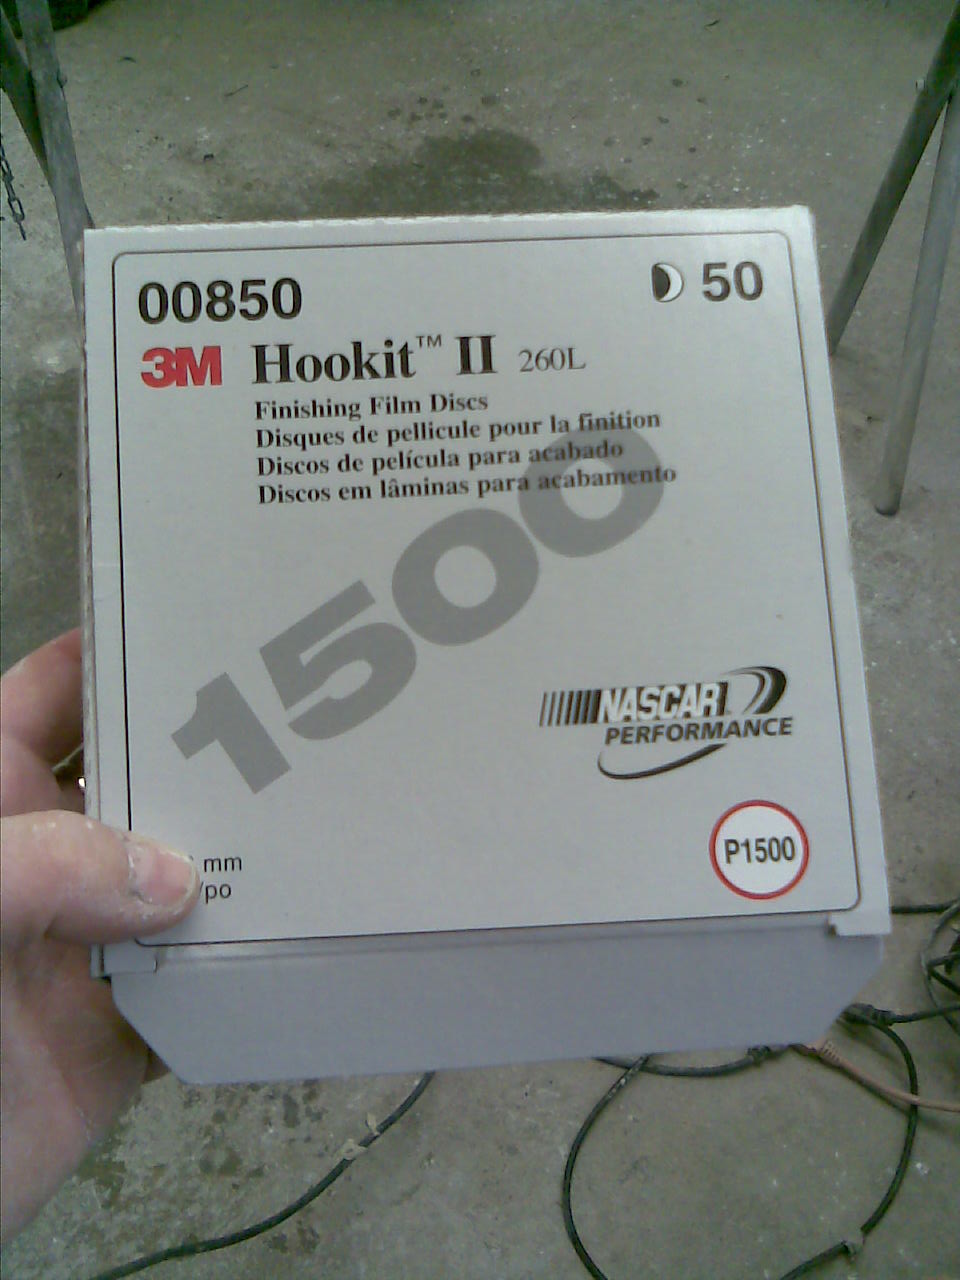 00850
50
3M Hookit™ II 260L
Finishing Film Discs
Disques de pellicule pour la finition
Discos de película para acabado
Discos em lâminas para acabamento
1500
NASCAR
PERFORMANCE
mm
/po
P1500